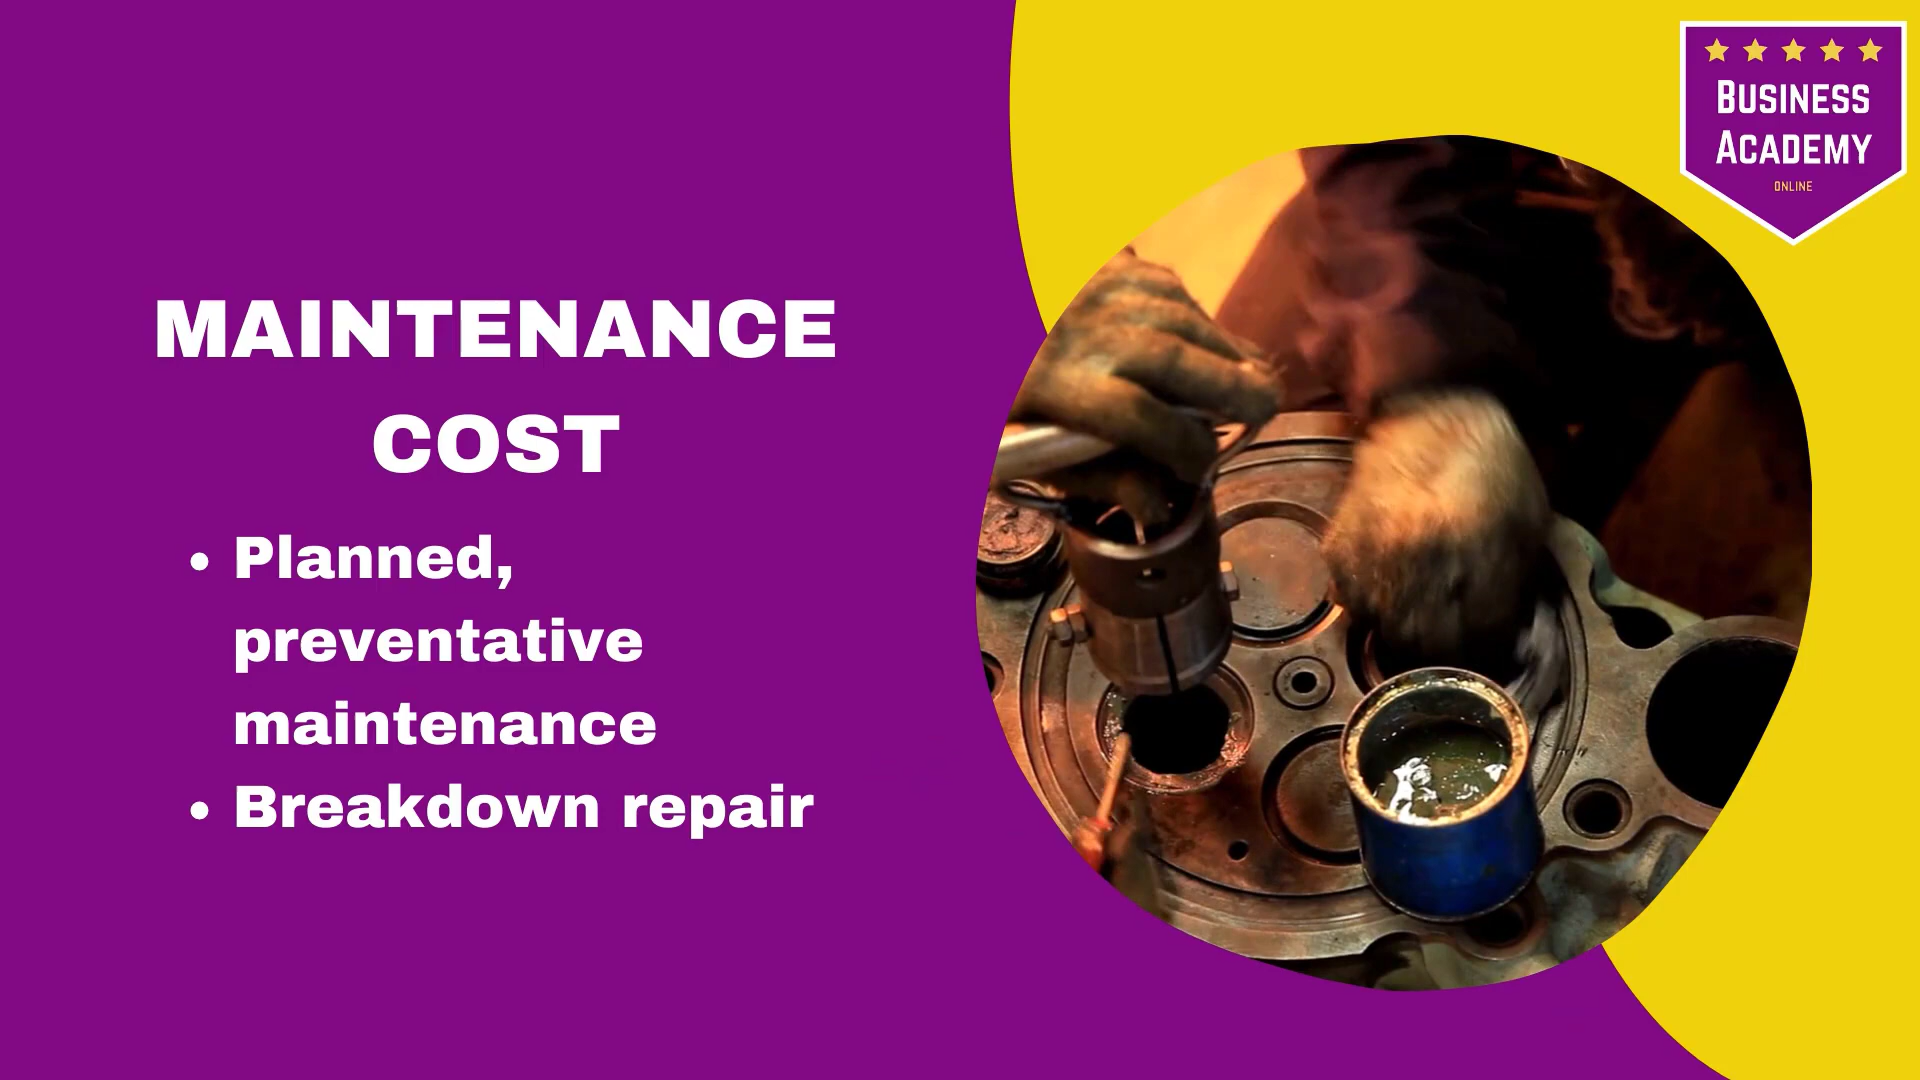 BUSINESS
ACADEMY
ONLINE
MAINTENANCE
COST
• Planned,
preventative
maintenance
• Breakdown repair